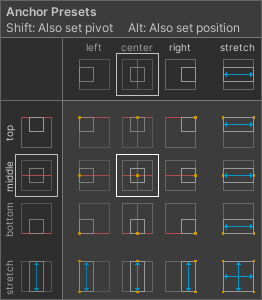 Anchor Presets
Shift: Also set pivot Alt: Also set position
left center right stretch
top
middle
bottom
stretch